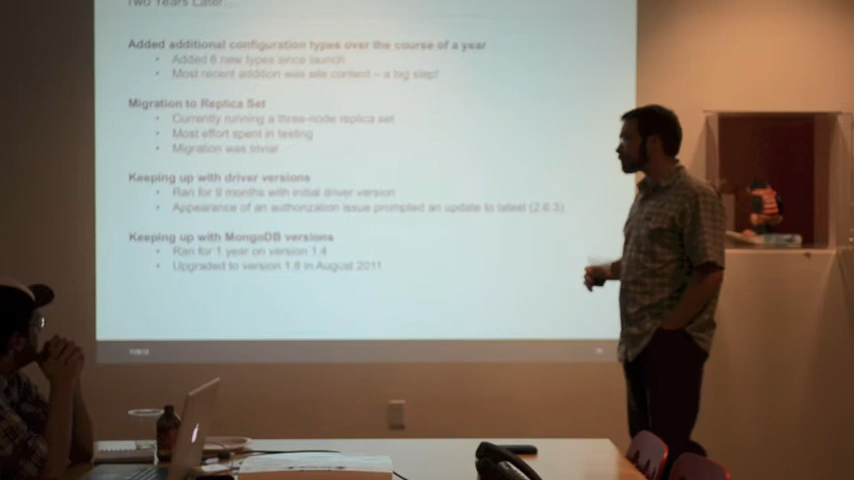 Two Years Later...
Added additional configuration types over the course of a year
• Added 6 new types since launch
• Most recent addition was site content – a big step!
Migration to Replica Set
• Currently running a three-node replica set
• Most effort spent in testing
• Migration was trivial
Keeping up with driver versions
• Ran for 8 months with initial driver version
• Appearance of an authorization issue prompted an update to latest (2.6.3)
Keeping up with MongoDB versions
• Ran for 1 year on version 1.4
• Upgraded to version 1.8 in August 2011